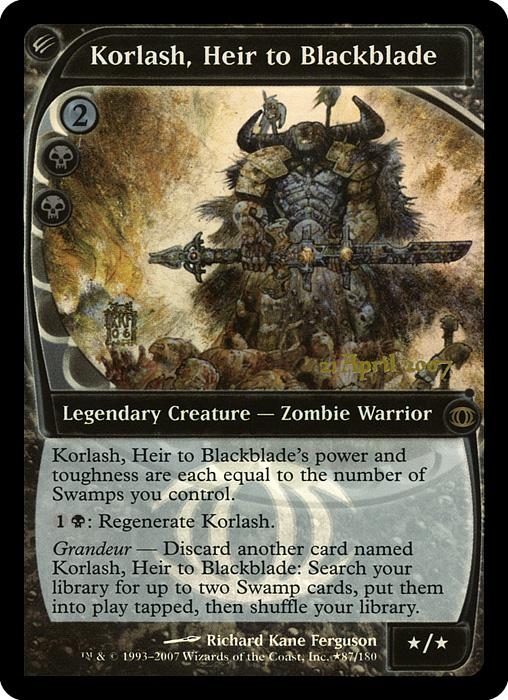 Korlash, Heir to Blackblade
2
21 April 2007
Legendary Creature — Zombie Warrior
Korlash, Heir to Blackblade's power and
toughness are each equal to the number of
Swamps you control.
1 : Regenerate Korlash.
Grandeur — Discard another card named
Korlash, Heir to Blackblade: Search your
library for up to two Swamp cards, put them
into play tapped, then shuffle your library.
Richard Kane Ferguson
™ & © 1993–2007 Wizards of the Coast, Inc. ★87/180
★/★